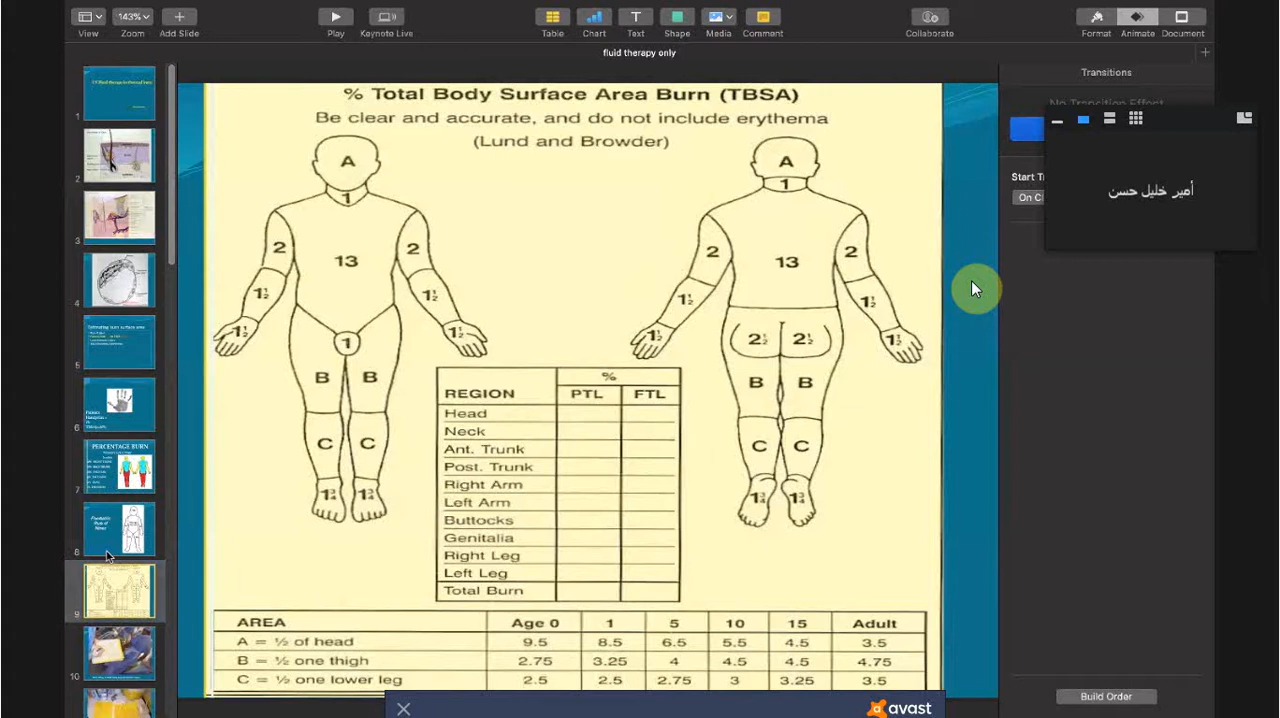 143%
View
Zoom
Add Slide
Play
Keynote Live
Table
Chart
Text
Shape
Media
Comment
Collaborate
Format
Animate
Document
fluid therapy only
Transitions
No Transition Effect
أمير خليل حسن
On C
Build Order
1
2
3
4
5
6
7
PERCENTAGE BURN
8
9
10
% Total Body Surface Area Burn (TBSA)
Be clear and accurate, and do not include erythema
(Lund and Browder)
A
1
2 2
13
1½ 1½
1½ 1½
1
B B
C C
1¾ 1¾
A
1
2 2
13
1½ 1½
1½ 1½
2½ 2½
B B
C C
1¾ 1¾
REGION %
PTL FTL
Head
Neck
Ant. Trunk
Post. Trunk
Right Arm
Left Arm
Buttocks
Genitalia
Right Leg
Left Leg
Total Burn
AREA Age 0 1 5 10 15 Adult
A = ½ of head 9.5 8.5 6.5 5.5 4.5 3.5
B = ½ one thigh 2.75 3.25 4 4.5 4.5 4.75
C = ½ one lower leg 2.5 2.5 2.75 3 3.25 3.5
avast